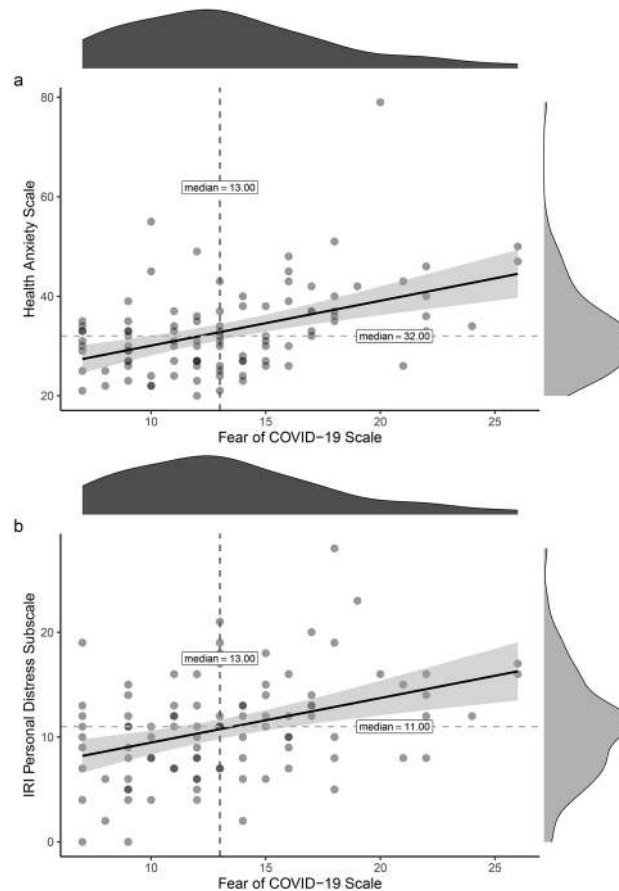 a
80
60
40
20
Health Anxiety Scale
median = 13.00
median = 32.00
10
15
20
25
Fear of COVID−19 Scale
b
20
10
0
IRI Personal Distress Subscale
median = 13.00
median = 11.00
10
15
20
25
Fear of COVID−19 Scale